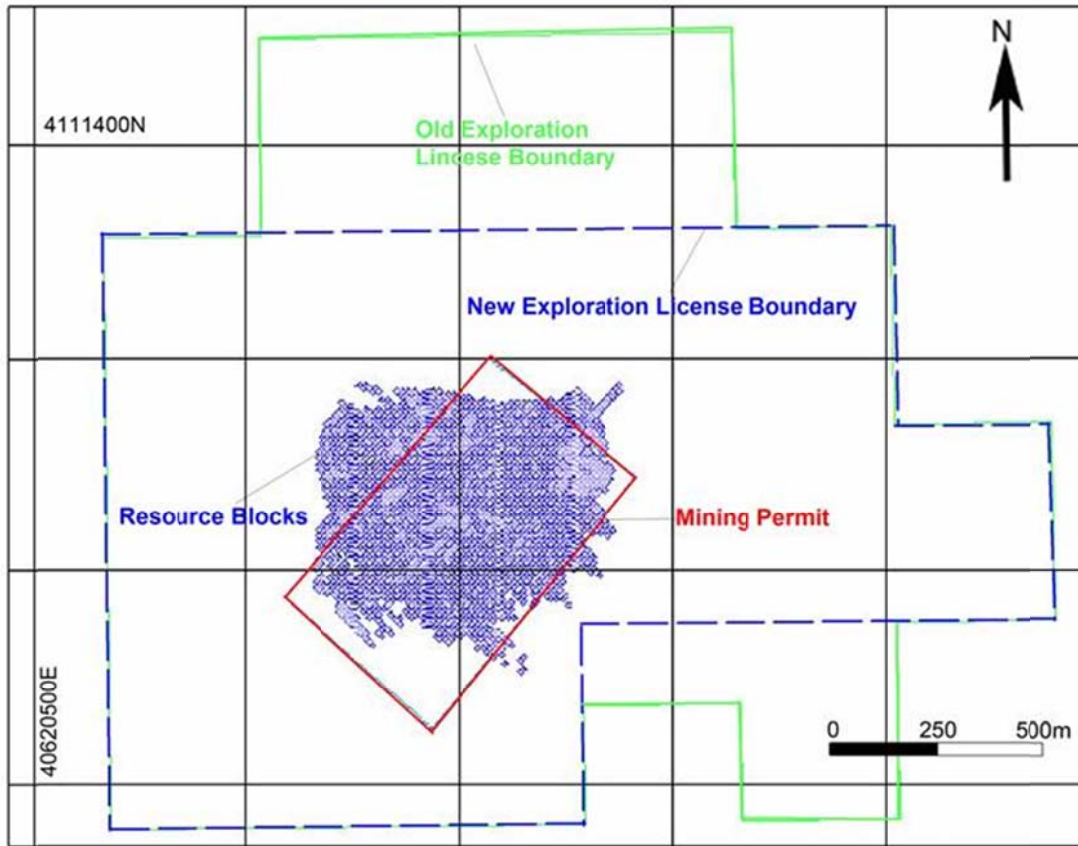 N
4111400N
Old Exploration
Lincese Boundary
New Exploration License Boundary
Resource Blocks
Mining Permit
40620500E
0 250 500m